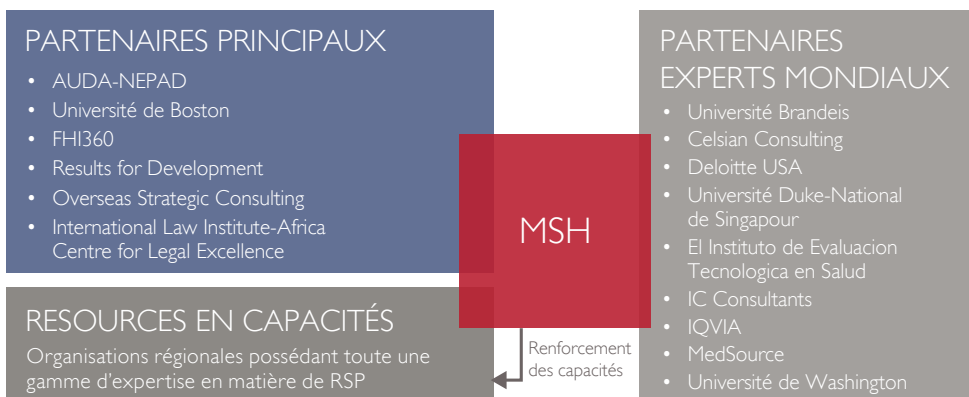 PARTENAIRES PRINCIPAUX
• AUDA-NEPAD
• Université de Boston
• FHI360
• Results for Development
• Overseas Strategic Consulting
• International Law Institute-Africa
Centre for Legal Excellence
RESOURCES EN CAPACITÉS
Organisations régionales possédant toute une
gamme d'expertise en matière de RSP
MSH
Renforcement
des capacités
PARTENAIRES
EXPERTS MONDIAUX
• Université Brandeis
• Celsian Consulting
• Deloitte USA
• Université Duke-National
de Singapour
• El Instituto de Evaluacion
Tecnologica en Salud
• IC Consultants
• IQVIA
• MedSource
• Université de Washington